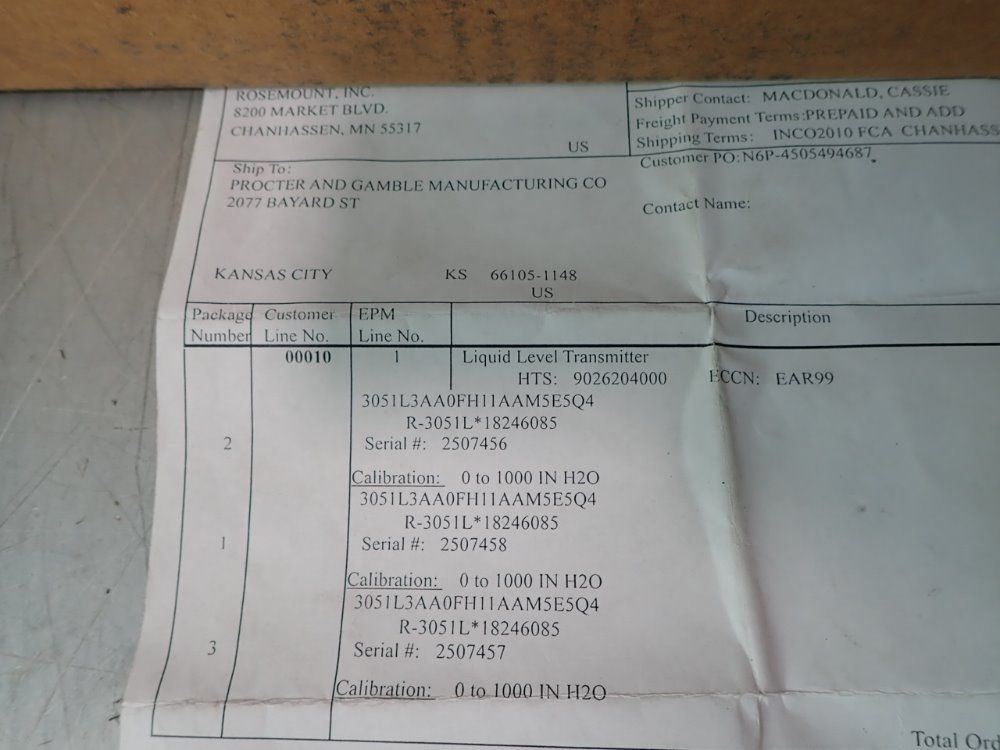 ROSEMOUNT, INC.
8200 MARKET BLVD.
CHANHASSEN, MN 55317
US
Shipper Contact: MACDONALD, CASSIE
Freight Payment Terms:PREPAID AND ADD
Shipping Terms: INCO2010 FCA CHANHASS
Customer PO:N6P-4505494687
Ship To:
PROCTER AND GAMBLE MANUFACTURING CO
2077 BAYARD ST
Contact Name:
KANSAS CITY KS 66105-1148
US
Package Customer EPM Description
Number Line No. Line No.
00010 1 Liquid Level Transmitter
HTS: 9026204000 ECCN: EAR99
3051L3AA0FH11AAM5E5Q4
R-3051L*18246085
2 Serial #: 2507456
Calibration: 0 to 1000 IN H2O
3051L3AA0FH11AAM5E5Q4
R-3051L*18246085
1 Serial #: 2507458
Calibration: 0 to 1000 IN H2O
3051L3AA0FH11AAM5E5Q4
R-3051L*18246085
3 Serial #: 2507457
Calibration: 0 to 1000 IN H2O
Total Ord